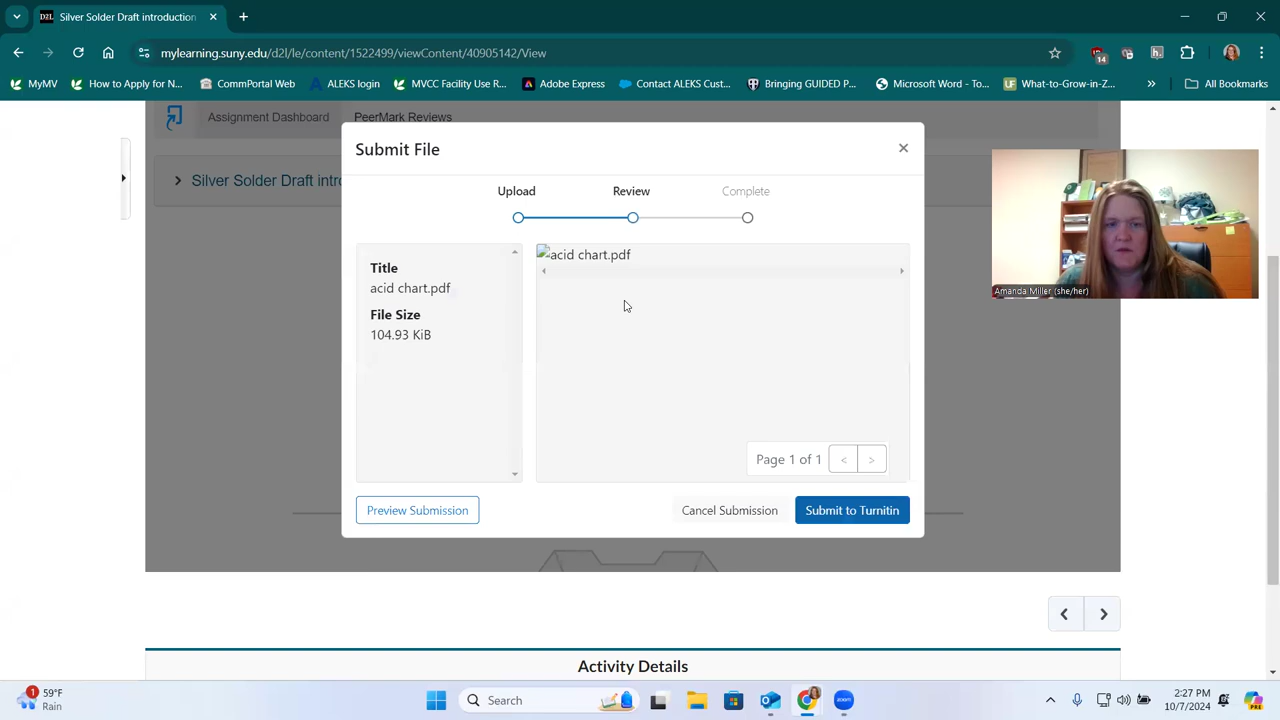 Silver Solder Draft introduction
mylearning.suny.edu/d2l/le/content/1522499/viewContent/40905142/View
14
MyMV
How to Apply for N...
CommPortal Web
ALEKS login
MVCC Facility Use R...
Adobe Express
Contact ALEKS Cust...
Bringing GUIDED P...
Microsoft Word - To...
What-to-Grow-in-Z...
All Bookmarks
Assignment Dashboard
PeerMark Reviews
Silver Solder Draft intr
Submit File
Upload
Review
Complete
Title
acid chart.pdf
File Size
104.93 KiB
acid chart.pdf
Page 1 of 1
Preview Submission
Cancel Submission
Submit to Turnitin
Amanda Miller (she/her)
Activity Details
1
59°F
Rain
Search
zoom
2:27 PM
10/7/2024